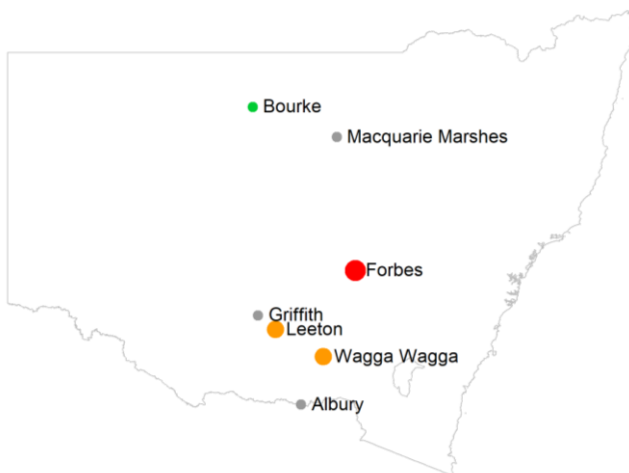 Bourke
Macquarie Marshes
Forbes
Griffith
Leeton
Wagga Wagga
Albury